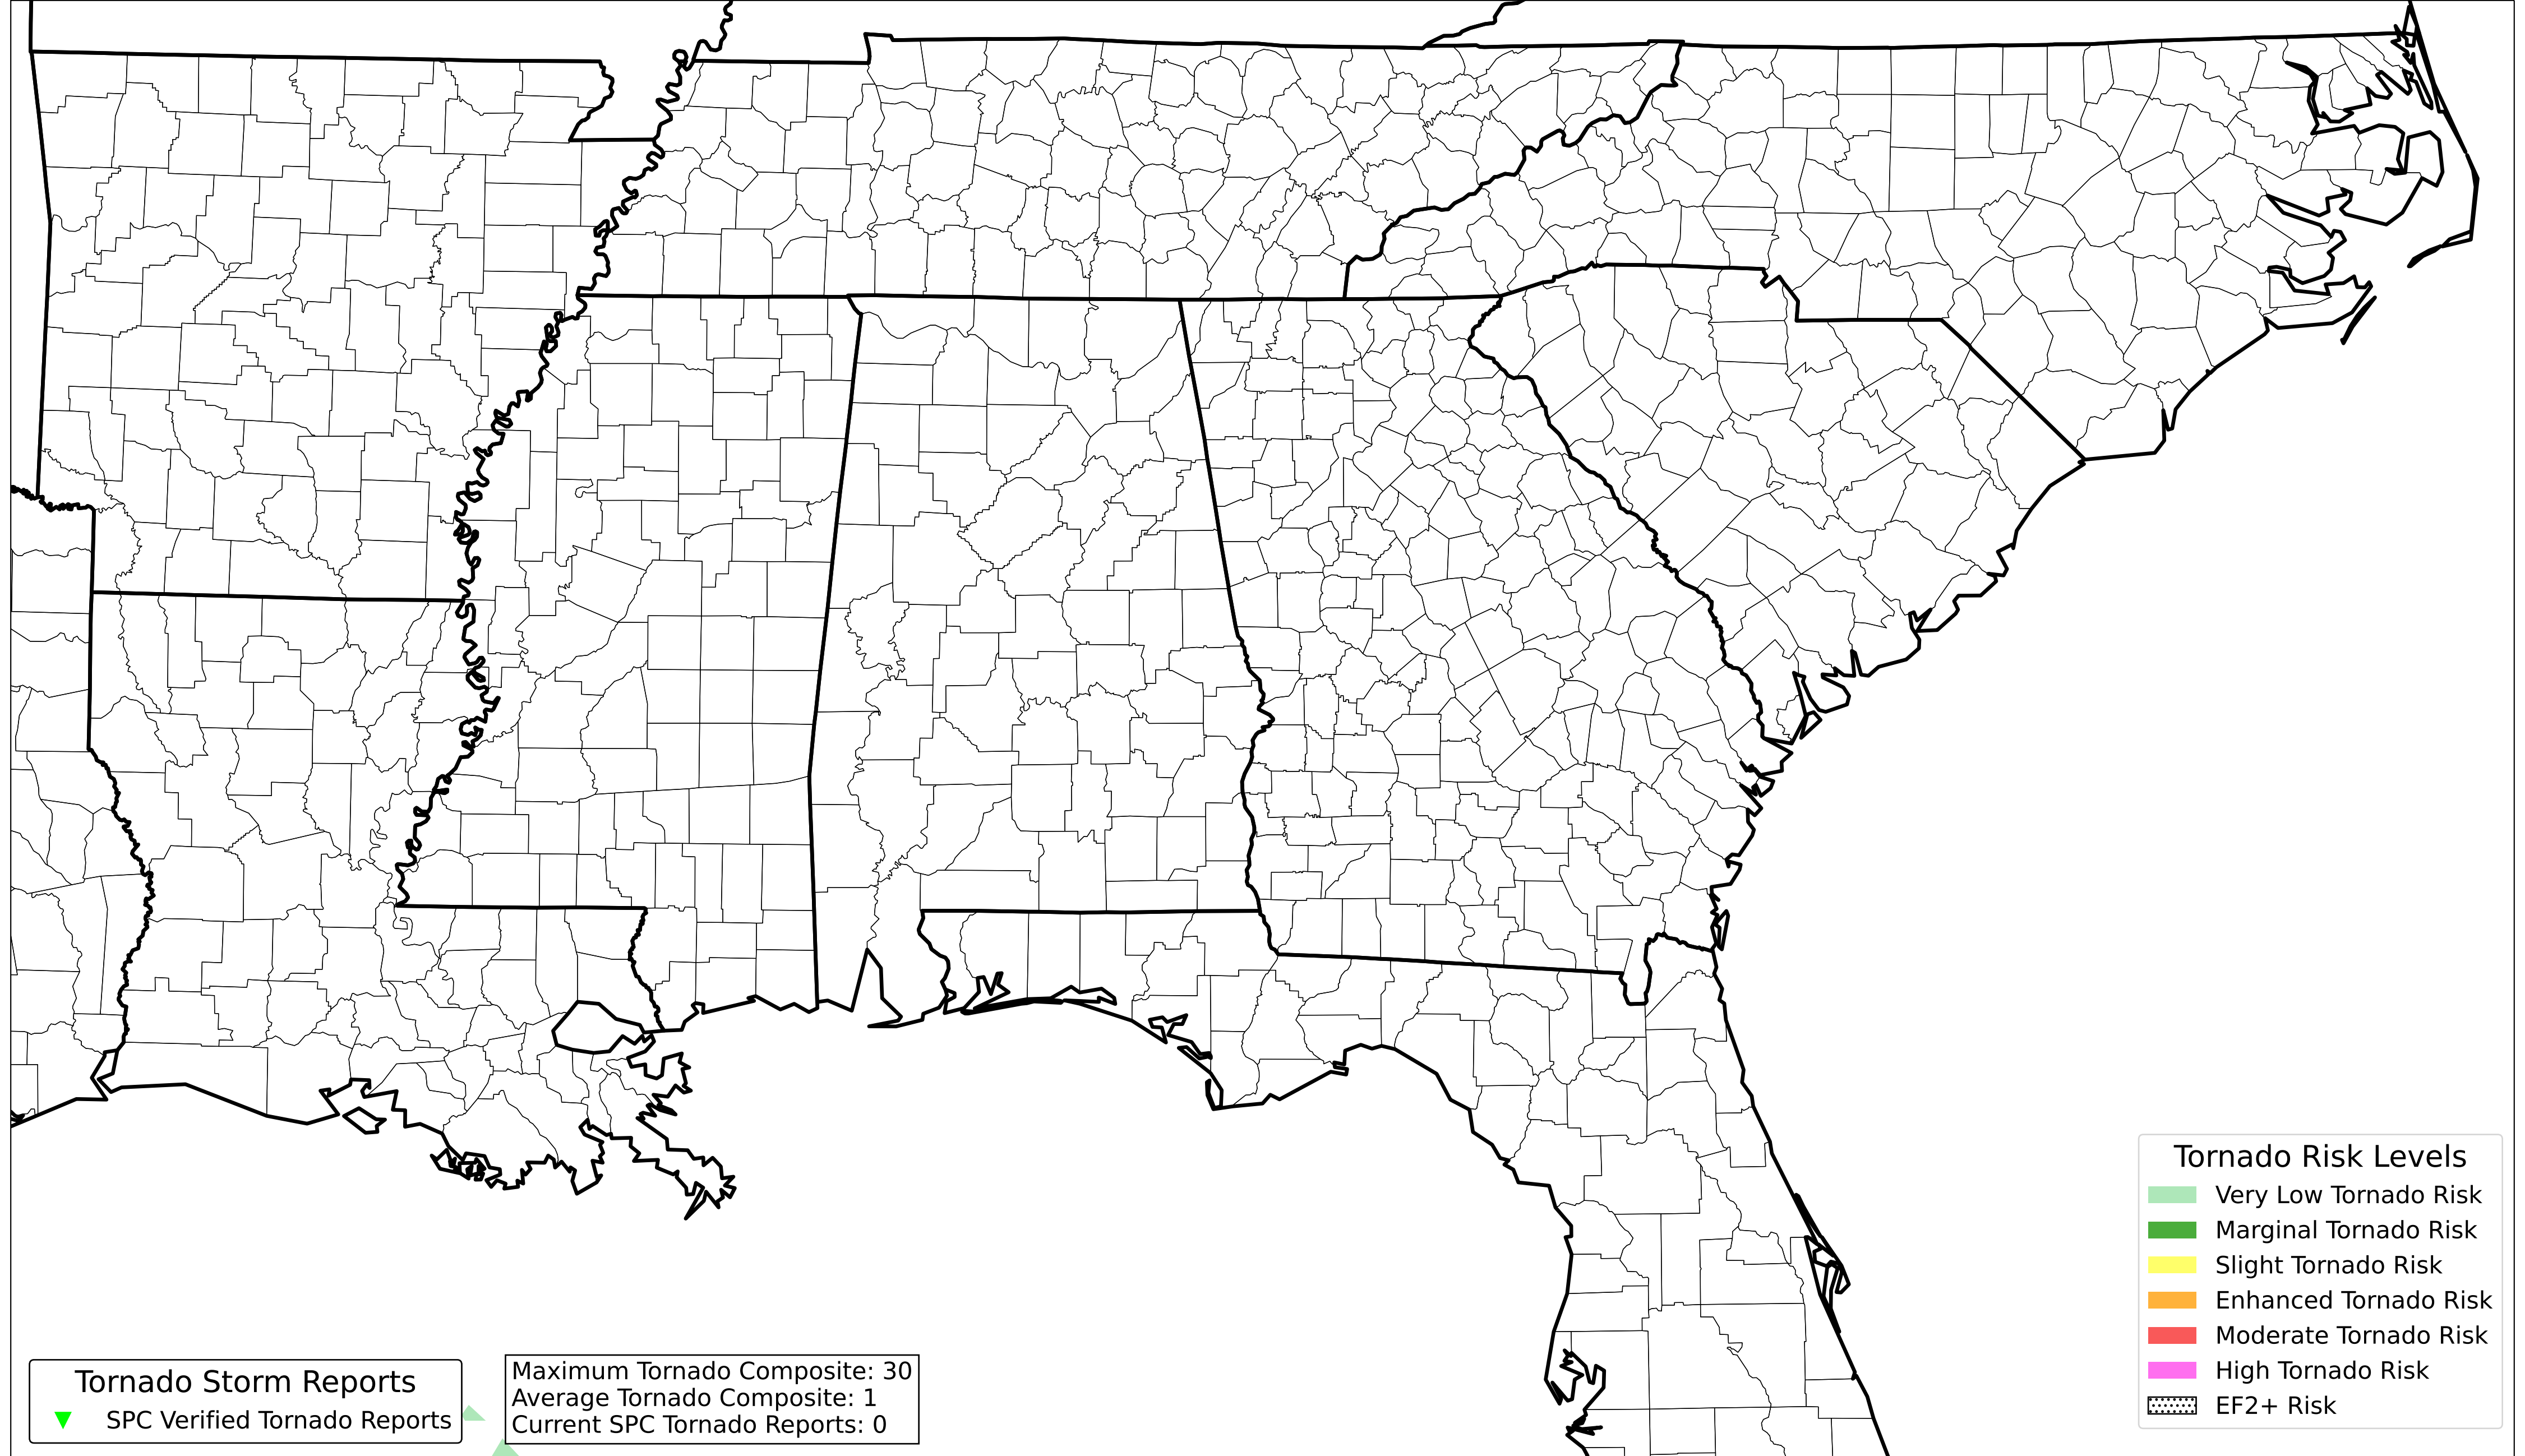 Tornado Risk Levels
Very Low Tornado Risk
Marginal Tornado Risk
Slight Tornado Risk
Enhanced Tornado Risk
Moderate Tornado Risk
High Tornado Risk
EF2+ Risk
Tornado Storm Reports
SPC Verified Tornado Reports
Maximum Tornado Composite: 30
Average Tornado Composite: 1
Current SPC Tornado Reports: 0